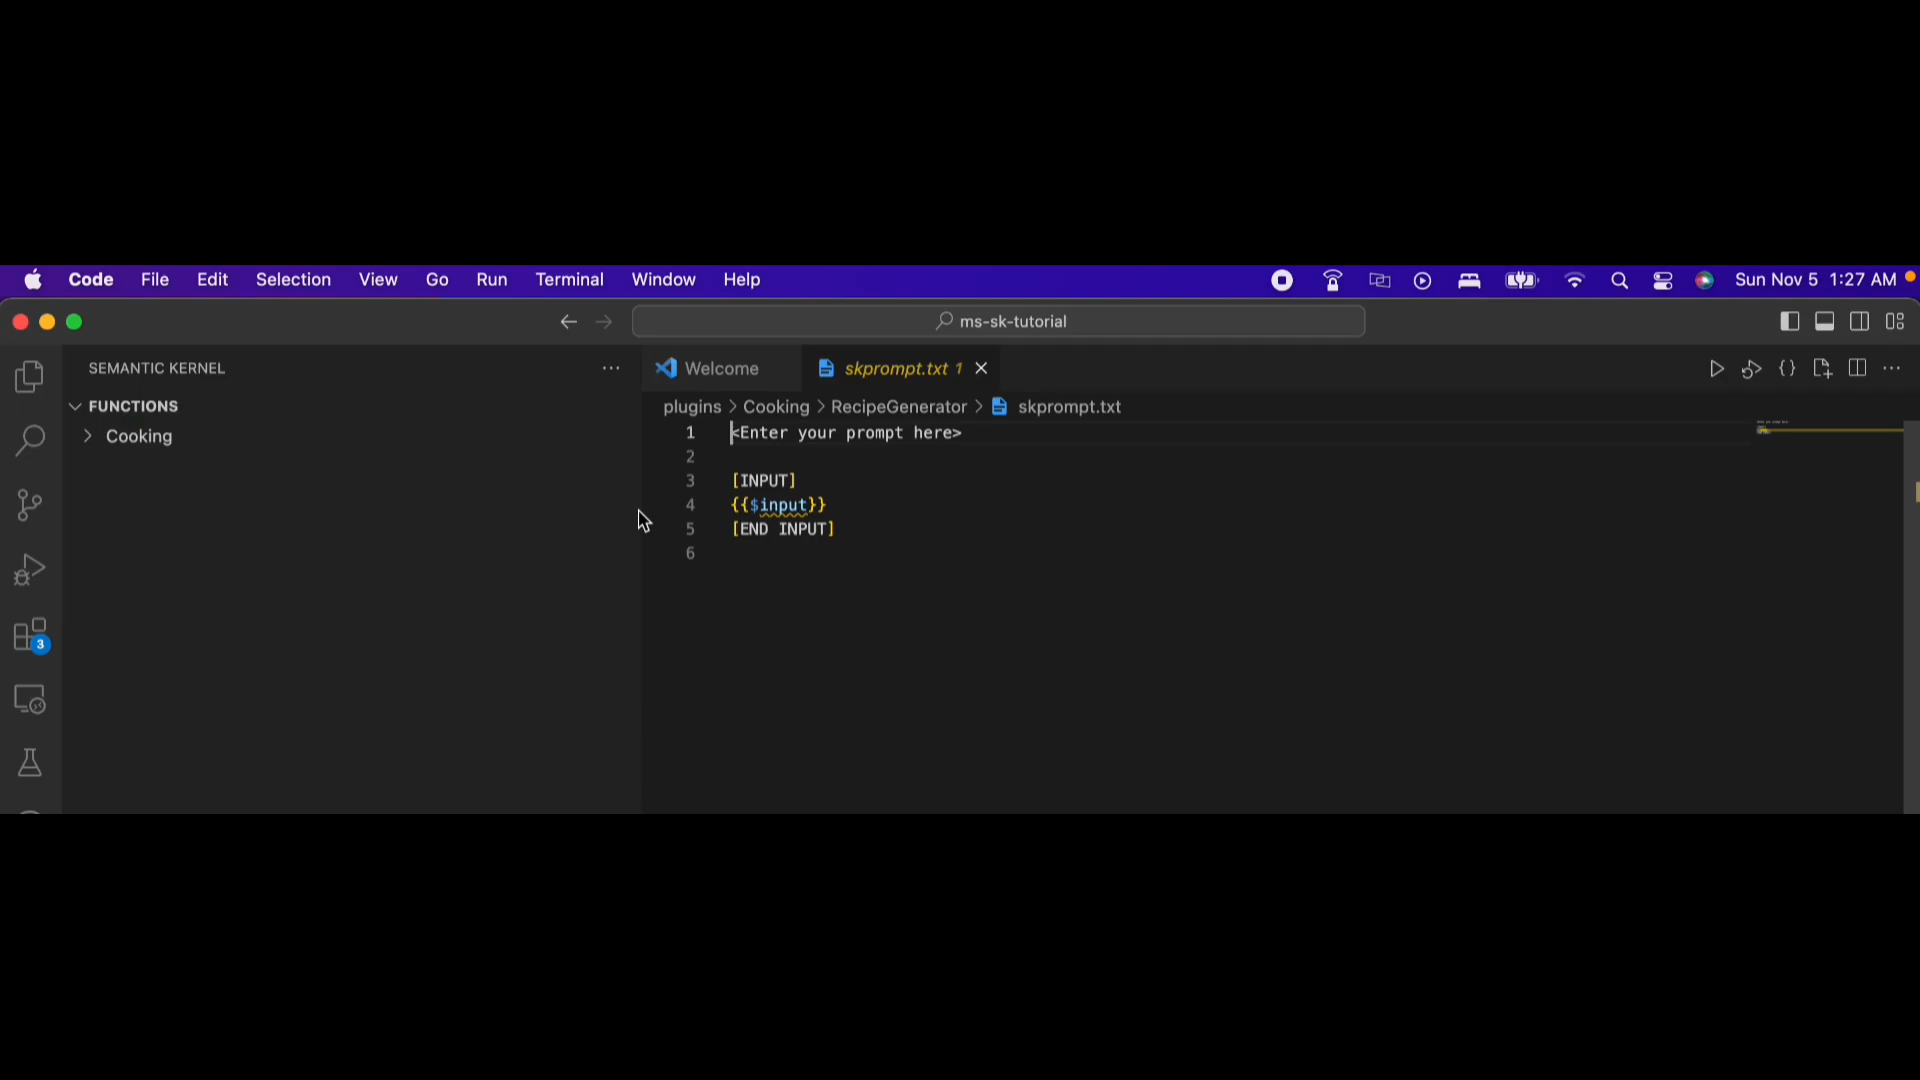 Code File Edit Selection View Go Run Terminal Window Help Sun Nov 5 1:27 AM
ms-sk-tutorial
SEMANTIC KERNEL
Welcome skprompt.txt 1
FUNCTIONS
plugins > Cooking > RecipeGenerator > skprompt.txt
Cooking
1 <Enter your prompt here>
2
3 [INPUT]
4 {{$input}}
5 [END INPUT]
6
3